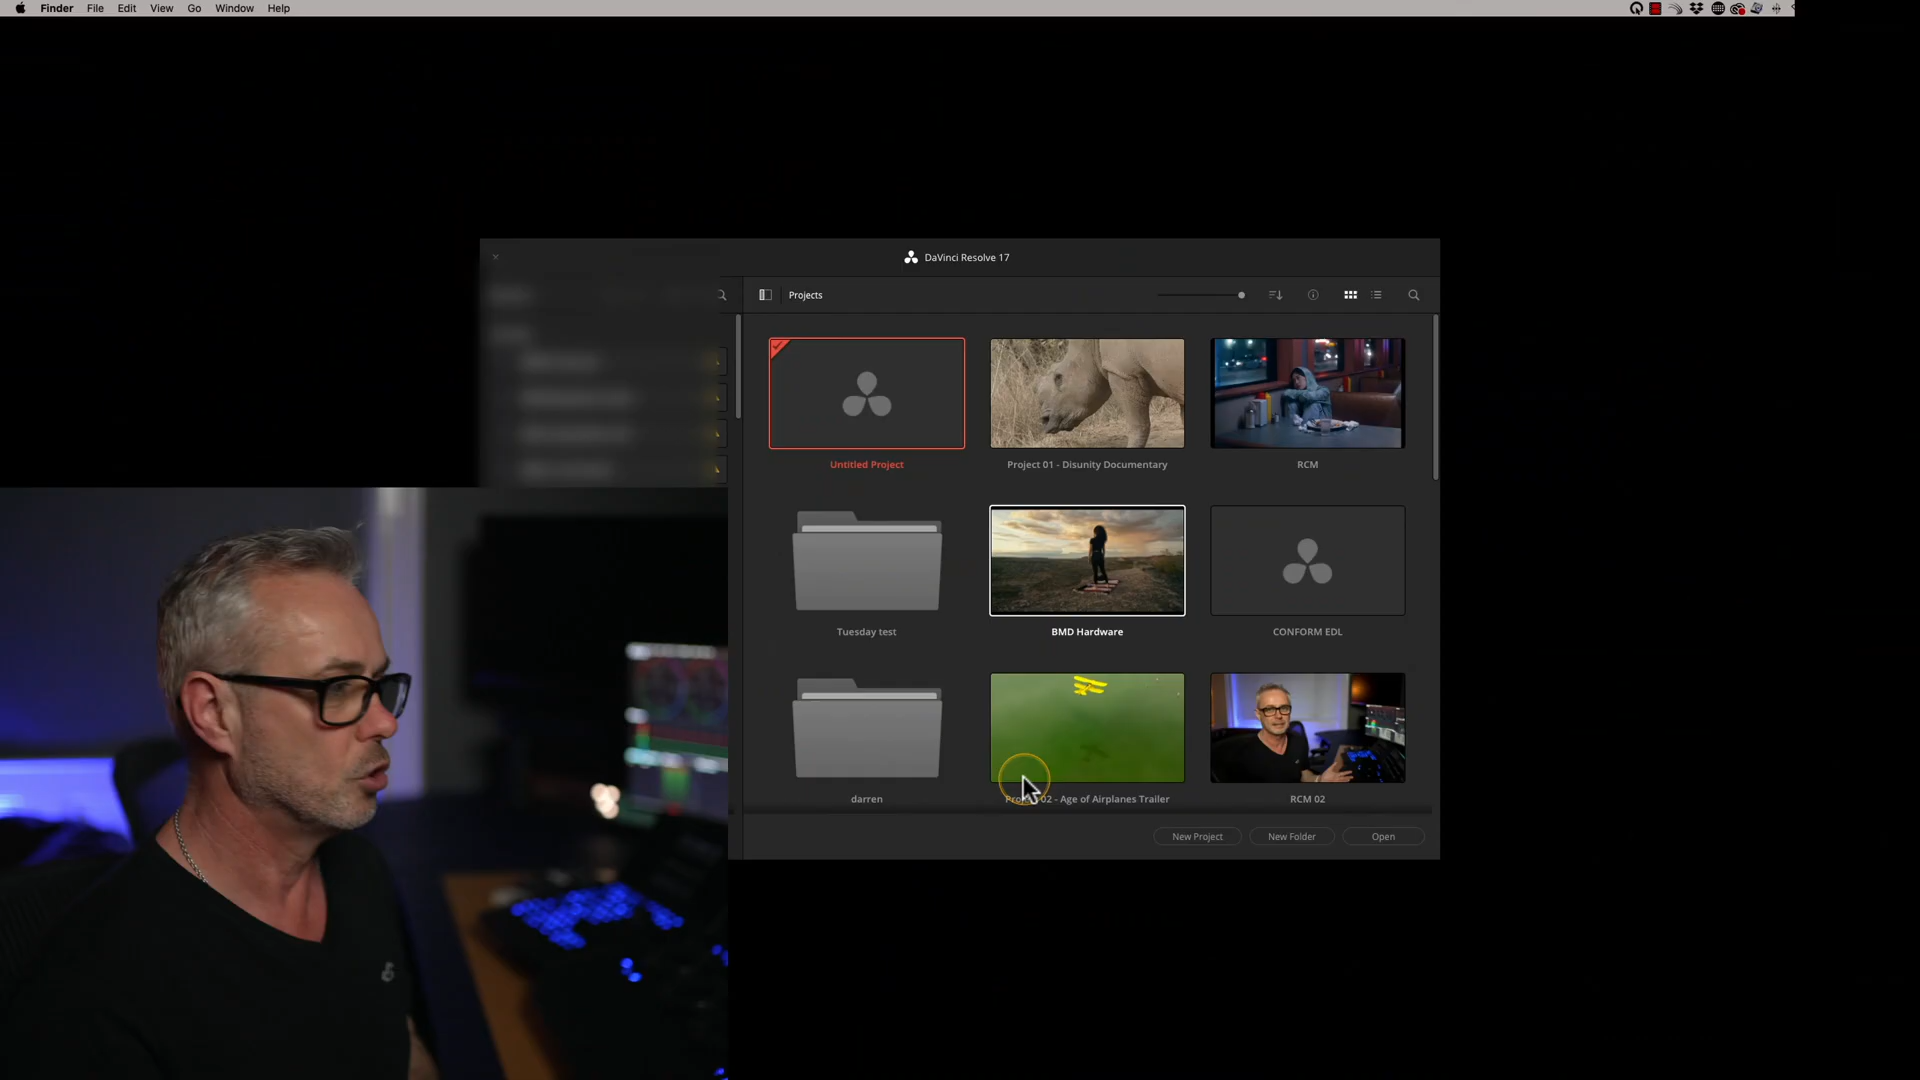 Finder File Edit View Go Window Help
DaVinci Resolve 17
Projects
Untitled Project
Project 01 - Disunity Documentary
RCM
Tuesday test
BMD Hardware
CONFORM EDL
darren
02 - Age of Airplanes Trailer
RCM 02
New Project
New Folder
Open